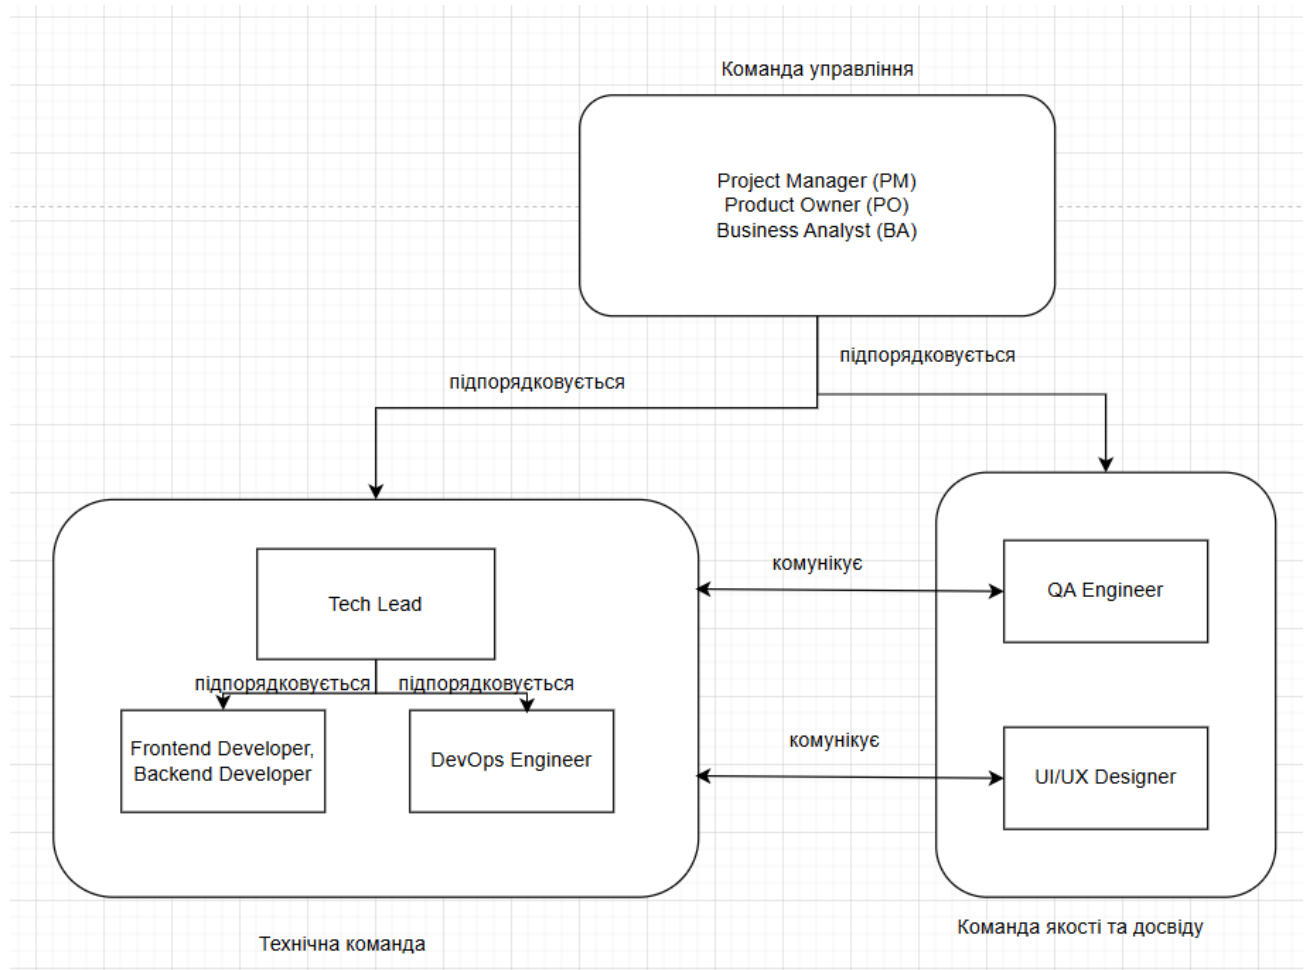 Команда управління
Project Manager (PM)
Product Owner (PO)
Business Analyst (BA)
підпорядковується
підпорядковується
Tech Lead
підпорядковується
підпорядковується
Frontend Developer,
Backend Developer
DevOps Engineer
комунікує
QA Engineer
комунікує
UI/UX Designer
Технічна команда
Команда якості та досвіду